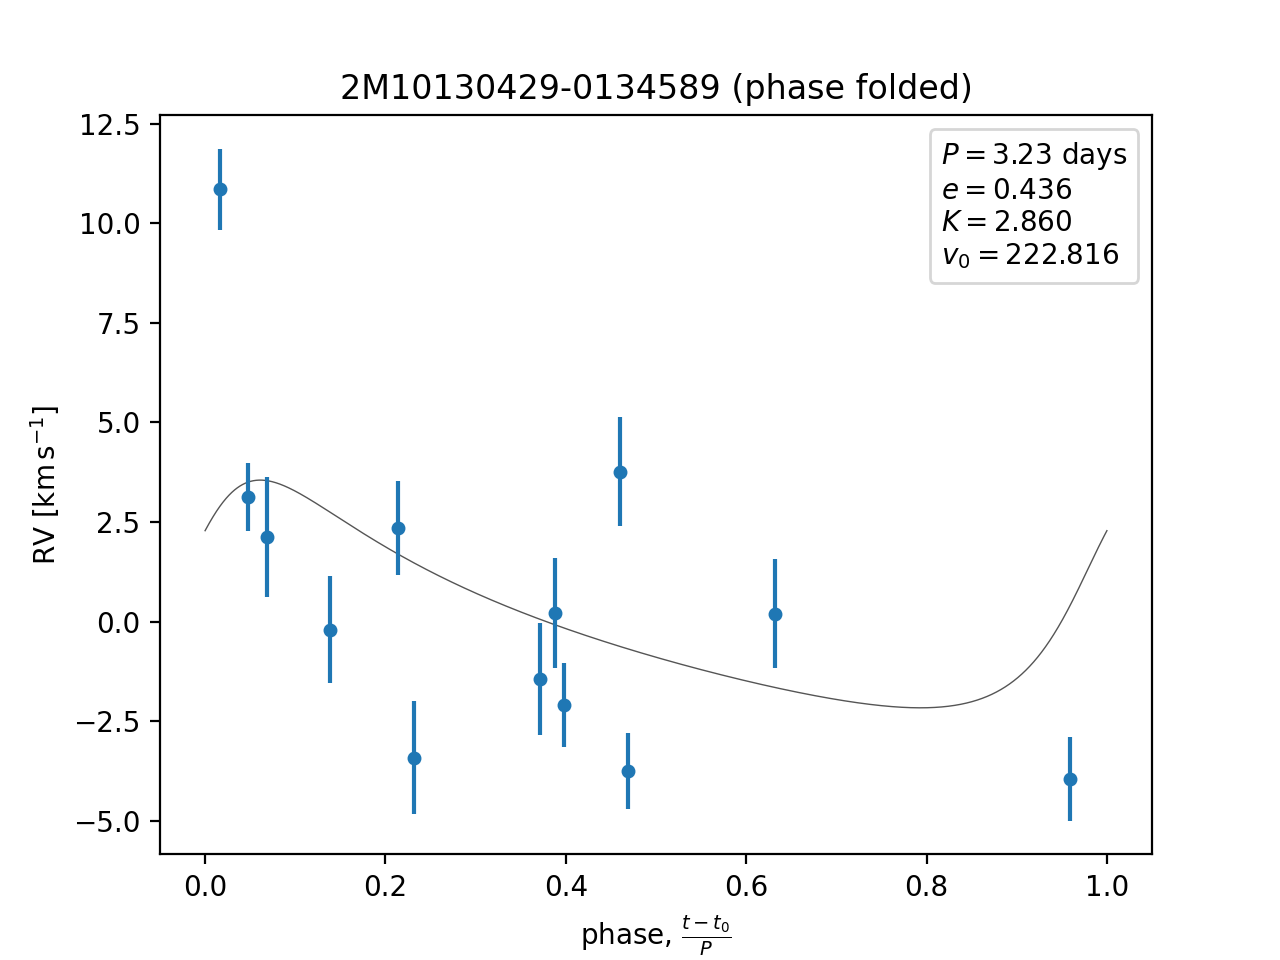 2M10130429-0134589 (phase folded)
P = 3.23 days
e = 0.436
K = 2.860
v₀ = 222.816
12.5
10.0
7.5
5.0
2.5
0.0
−2.5
−5.0
RV [km s⁻¹]
0.0 0.2 0.4 0.6 0.8 1.0
phase, (t − t₀)/P